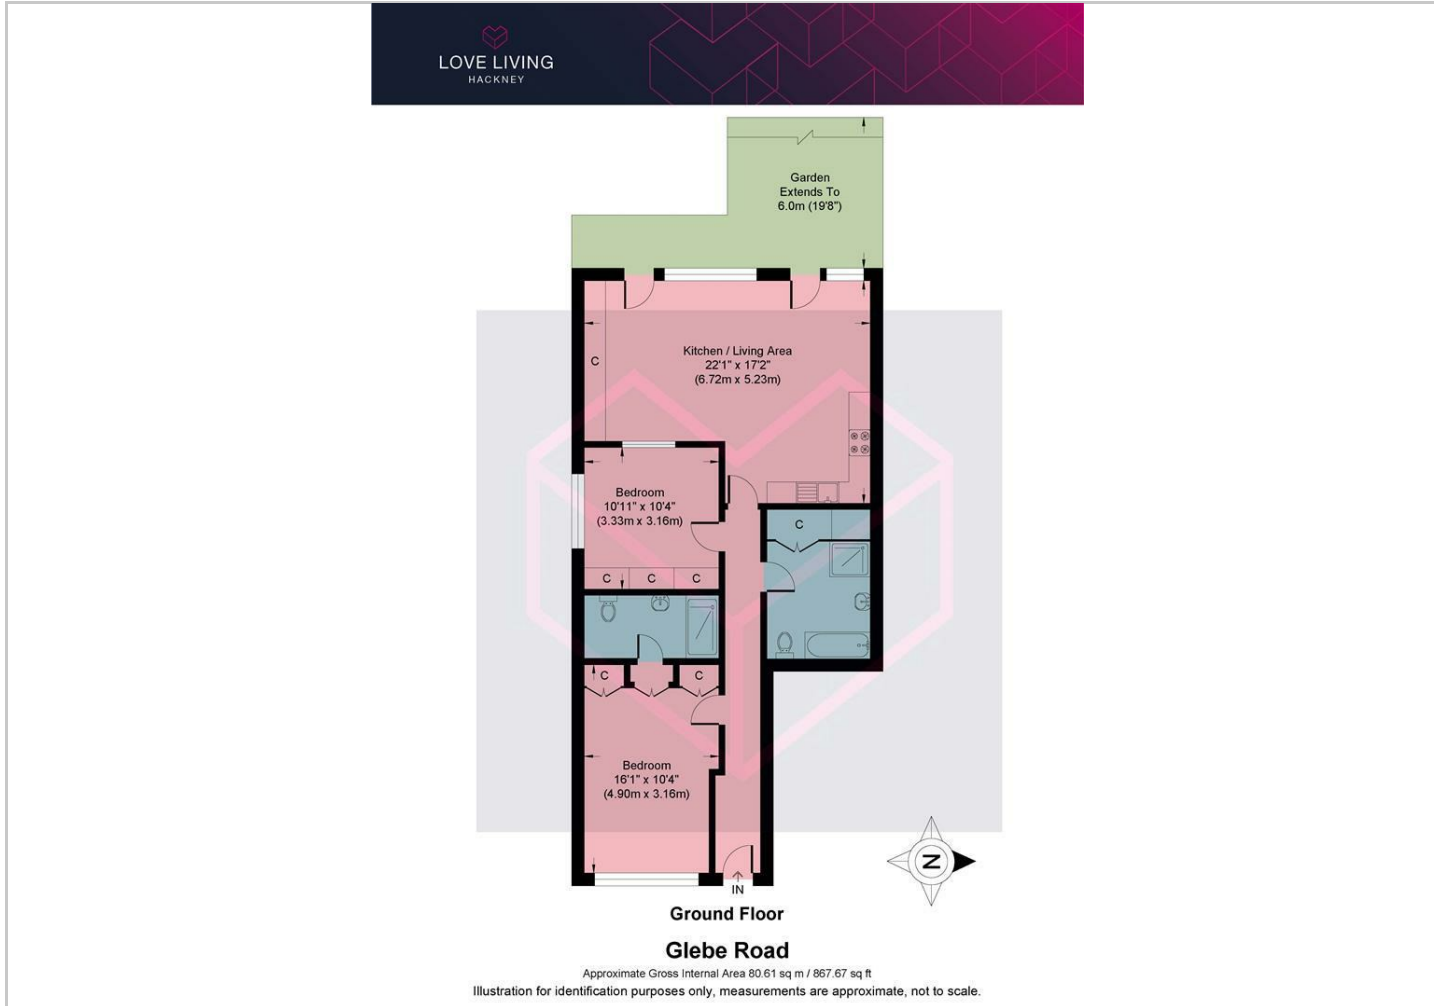 LOVE LIVING
HACKNEY
Garden
Extends To
6.0m (19'8")
Kitchen / Living Area
22'1" x 17'2"
(6.72m x 5.23m)
C
Bedroom
10'11" x 10'4"
(3.33m x 3.16m)
C
C C C
C C
Bedroom
16'1" x 10'4"
(4.90m x 3.16m)
N
IN
Ground Floor
Glebe Road
Approximate Gross Internal Area 80.61 sq m / 867.67 sq ft
Illustration for identification purposes only, measurements are approximate, not to scale.